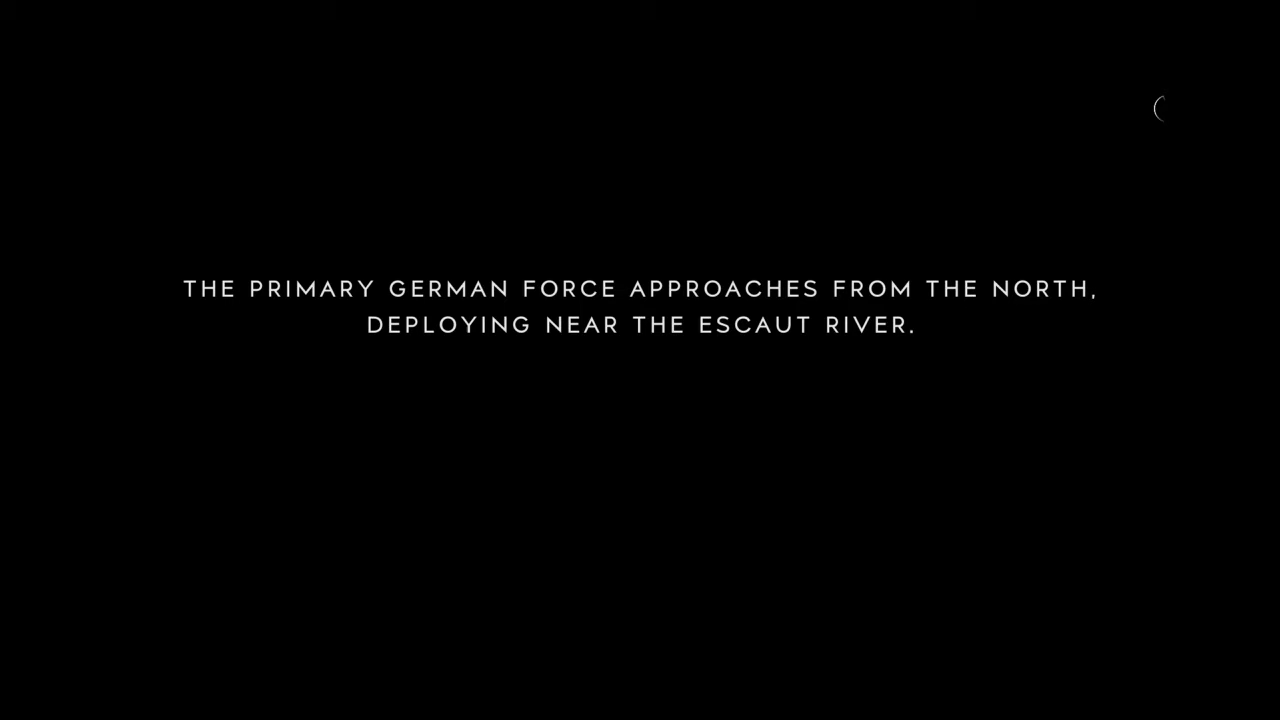 THE PRIMARY GERMAN FORCE APPROACHES FROM THE NORTH,
DEPLOYING NEAR THE ESCAUT RIVER.